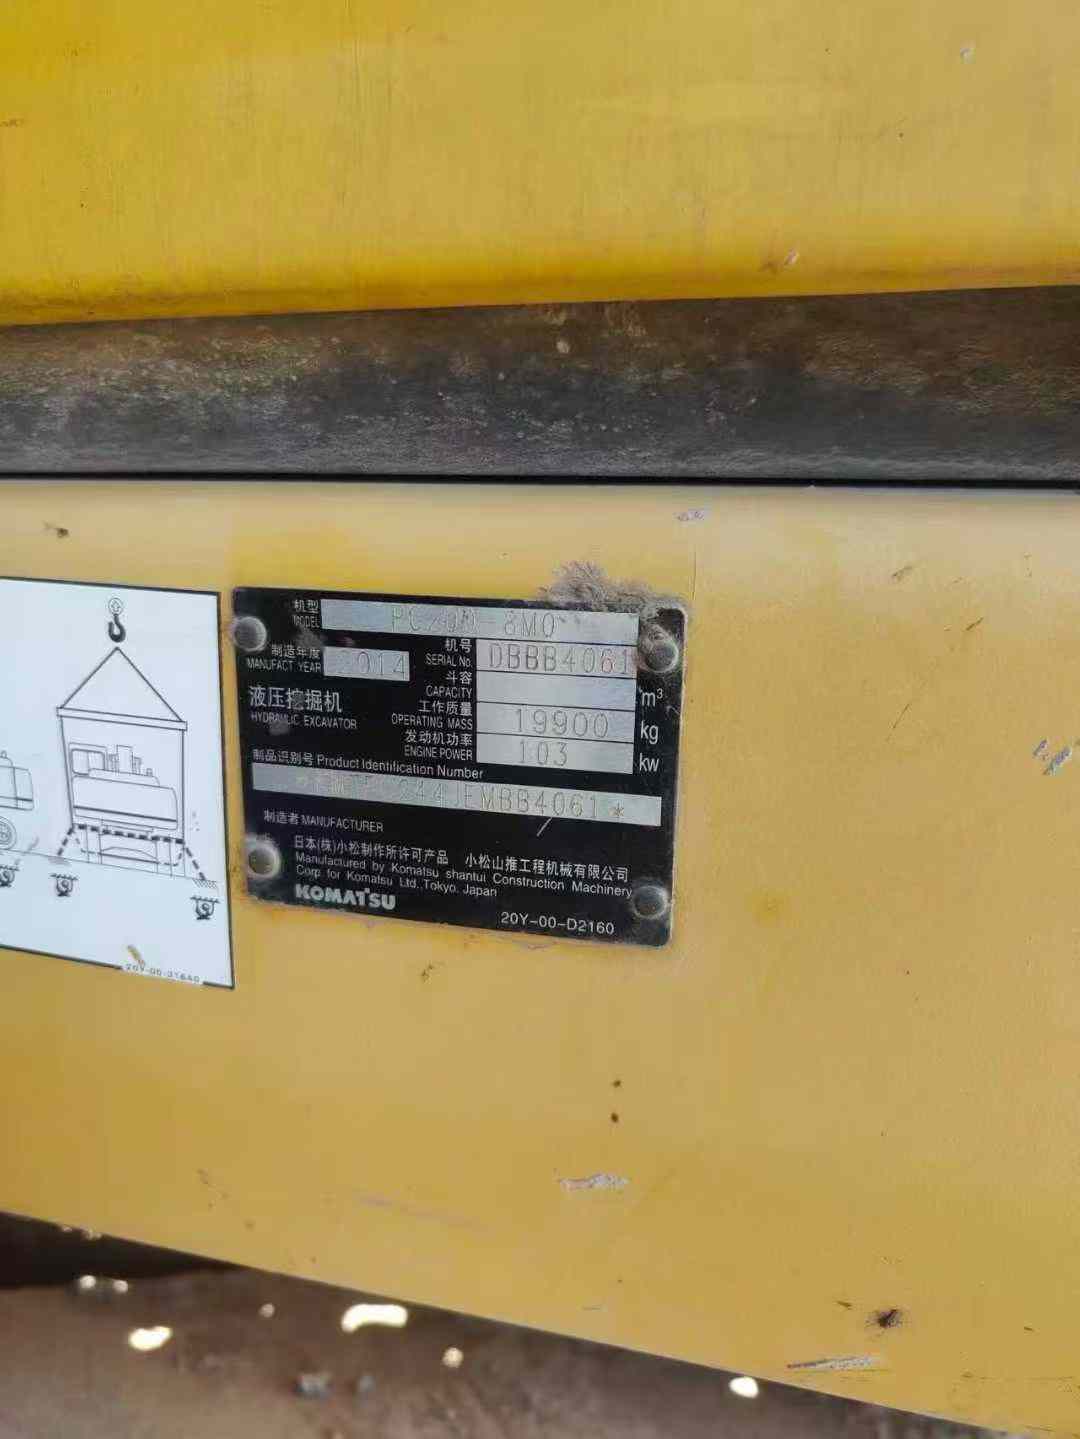 机型 MODEL PC200-8M0
制造年度 MANUFACT YEAR 2014
机号 SERIAL No. DBBB4061
斗容 CAPACITY m³
液压挖掘机
HYDRAULIC EXCAVATOR
工作质量 OPERATING MASS 19900 kg
发动机功率 ENGINE POWER 103 kw
制品识别号 Product Identification Number
244JEMBB4061*
制造者 MANUFACTURER
日本(株)小松制作所许可产品 小松山推工程机械有限公司
Manufactured by Komatsu shantui Construction Machinery
Corp. for Komatsu Ltd.,Tokyo. Japan
KOMATSU
20Y-00-D2160